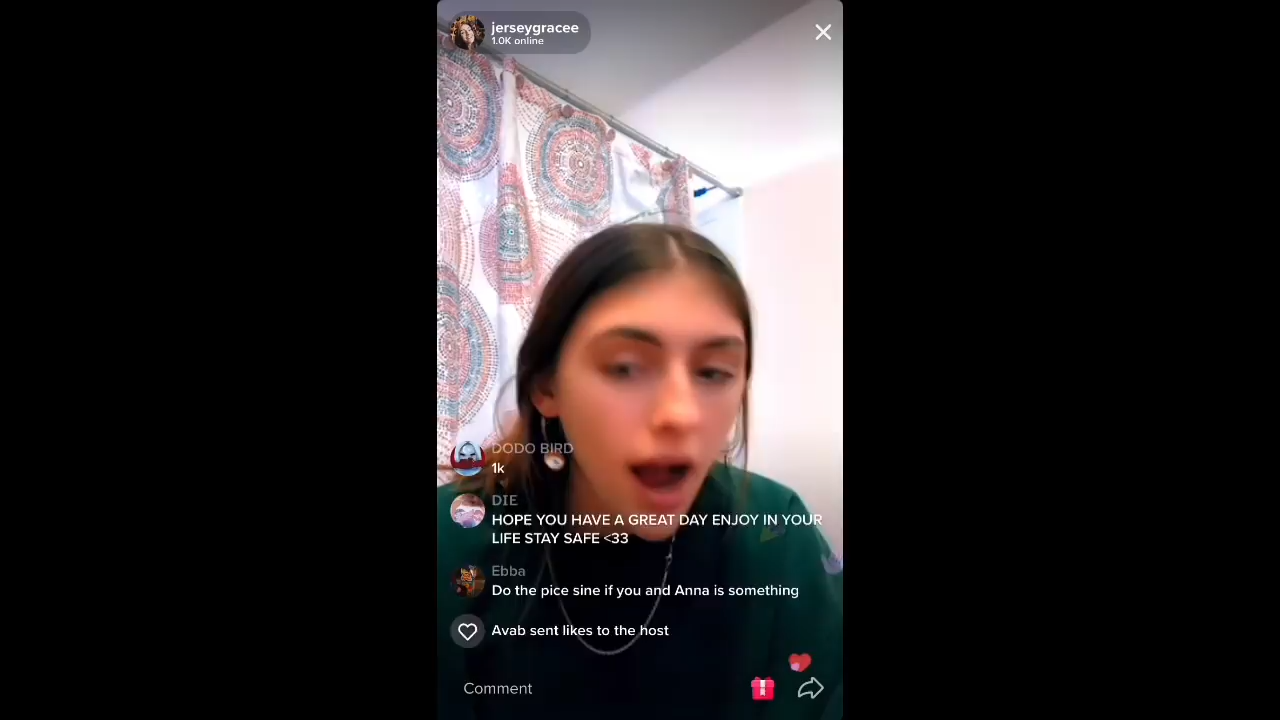 jerseygracee
1.0K online
DODO BIRD
1k
DIE
HOPE YOU HAVE A GREAT DAY ENJOY IN YOUR
LIFE STAY SAFE <33
Ebba
Do the pice sine if you and Anna is something
Avab sent likes to the host
Comment